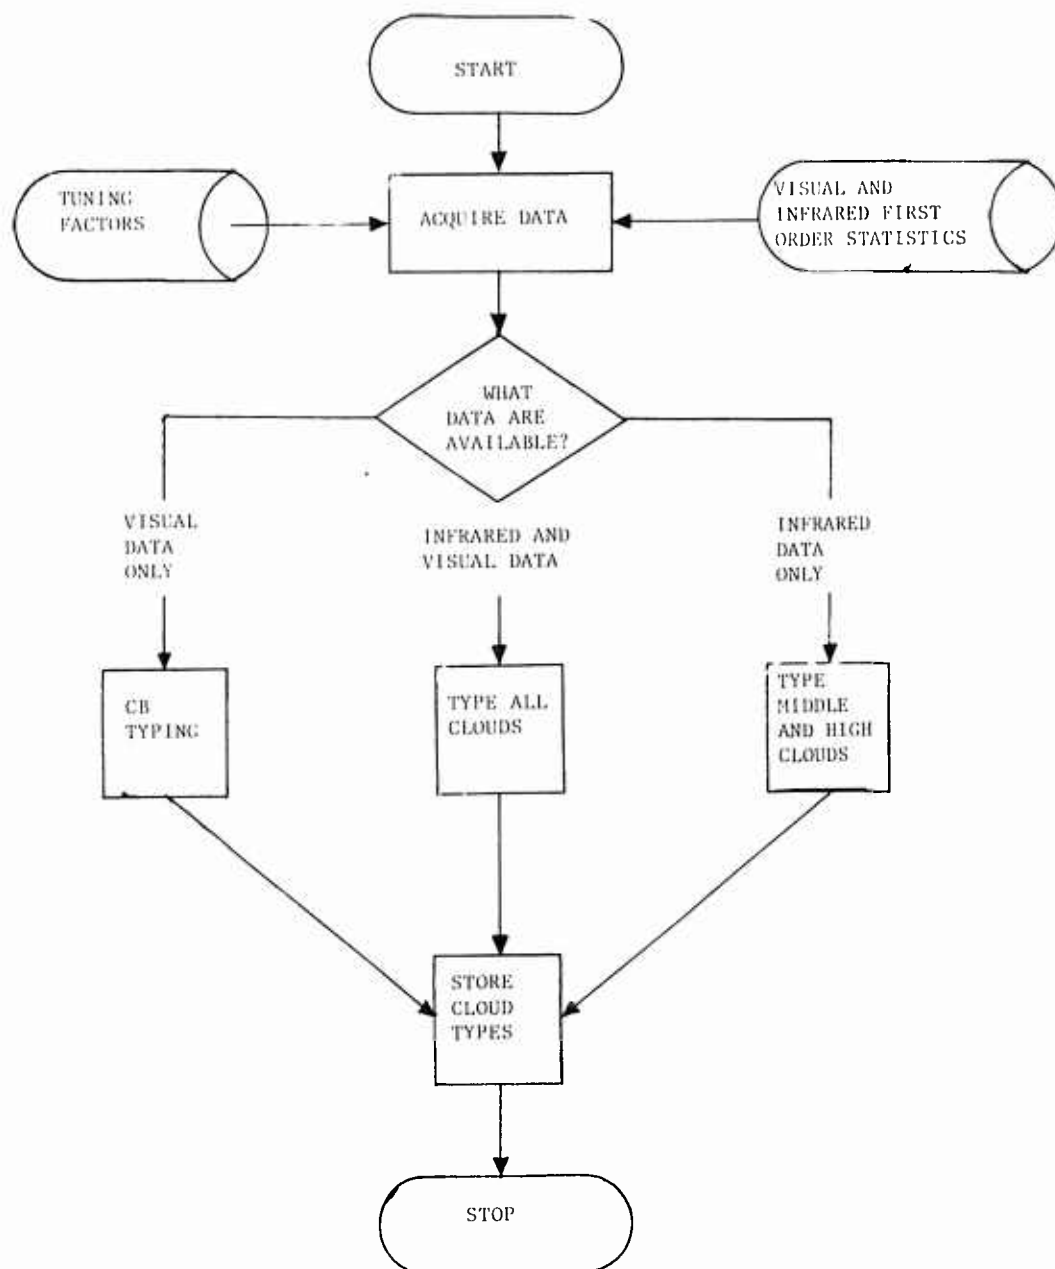 START
TUNING
FACTORS
ACQUIRE DATA
VISUAL AND
INFRARED FIRST
ORDER STATISTICS
WHAT
DATA ARE
AVAILABLE?
VISUAL
DATA
ONLY
INFRARED AND
VISUAL DATA
INFRARED
DATA
ONLY
CB
TYPING
TYPE ALL
CLOUDS
TYPE
MIDDLE
AND HIGH
CLOUDS
STORE
CLOUD
TYPES
STOP